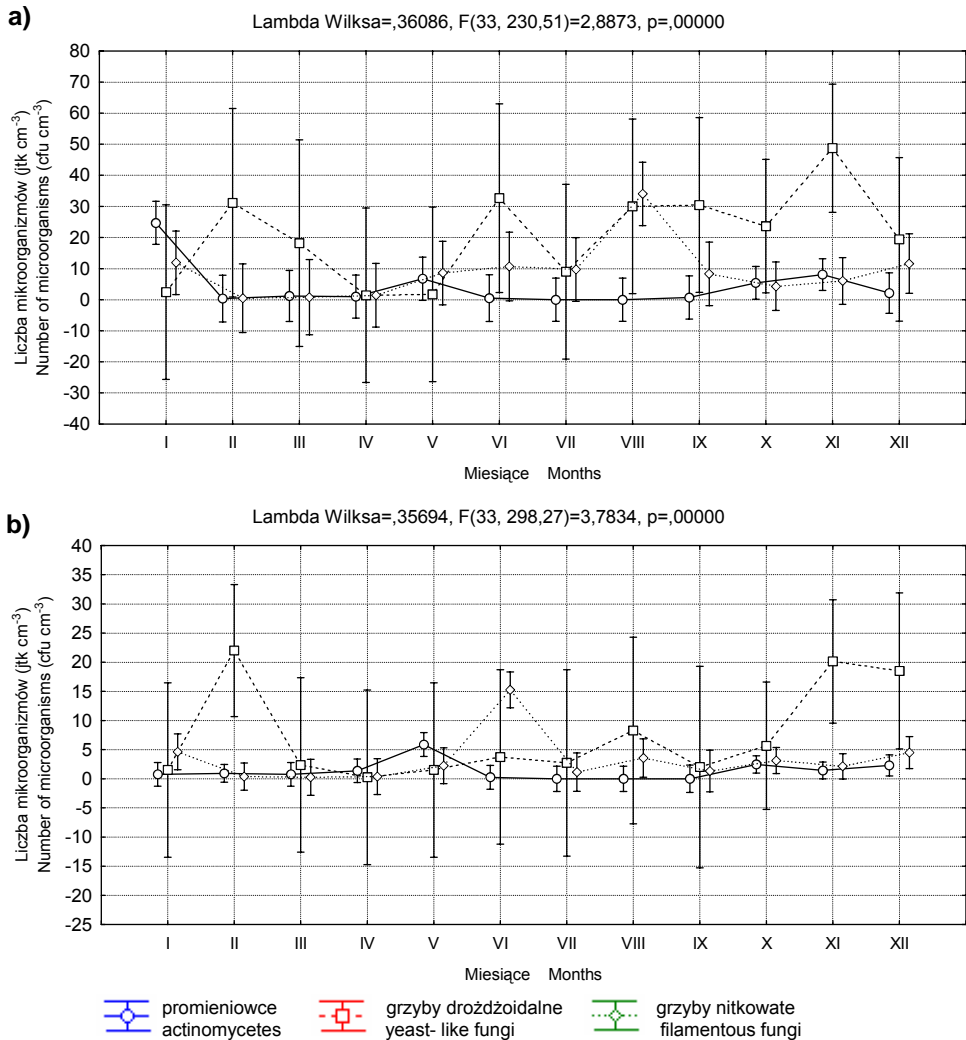 a)
Lambda Wilksa=,36086, F(33, 230,51)=2,8873, p=,00000
Liczba mikroorganizmów (jtk cm-3)
Number of microorganisms (cfu cm-3)
80
70
60
50
40
30
20
10
0
-10
-20
-30
-40
I II III IV V VI VII VIII IX X XI XII
Miesiące Months
b)
Lambda Wilksa=,35694, F(33, 298,27)=3,7834, p=,00000
Liczba mikroorganizmów (jtk cm-3)
Number of microorganisms (cfu cm-3)
40
35
30
25
20
15
10
5
0
-5
-10
-15
-20
-25
I II III IV V VI VII VIII IX X XI XII
Miesiące Months
promieniowce
actinomycetes
grzyby drożdżoidalne
yeast- like fungi
grzyby nitkowate
filamentous fungi